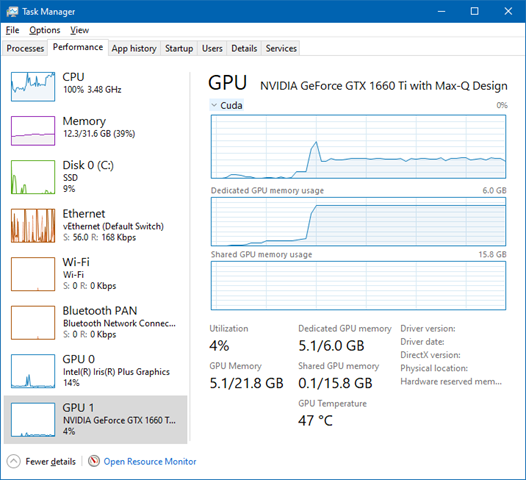 Task Manager
File Options View
Processes Performance App history Startup Users Details Services
CPU
100% 3.48 GHz
Memory
12.3/31.6 GB (39%)
Disk 0 (C:)
SSD
9%
Ethernet
vEthernet (Default Switch)
S: 56.0 R: 168 Kbps
Wi-Fi
Wi-Fi
S: 0 R: 0 Kbps
Bluetooth PAN
Bluetooth Network Connec...
S: 0 R: 0 Kbps
GPU 0
Intel(R) Iris(R) Plus Graphics
14%
GPU 1
NVIDIA GeForce GTX 1660 T...
4%
GPU NVIDIA GeForce GTX 1660 Ti with Max-Q Design
Cuda 0%
Dedicated GPU memory usage 6.0 GB
Shared GPU memory usage 15.8 GB
Utilization
4%
GPU Memory
5.1/21.8 GB
Dedicated GPU memory
5.1/6.0 GB
Shared GPU memory
0.1/15.8 GB
GPU Temperature
47 °C
Driver version:
Driver date:
DirectX version:
Physical location:
Hardware reserved mem...
Fewer details
Open Resource Monitor